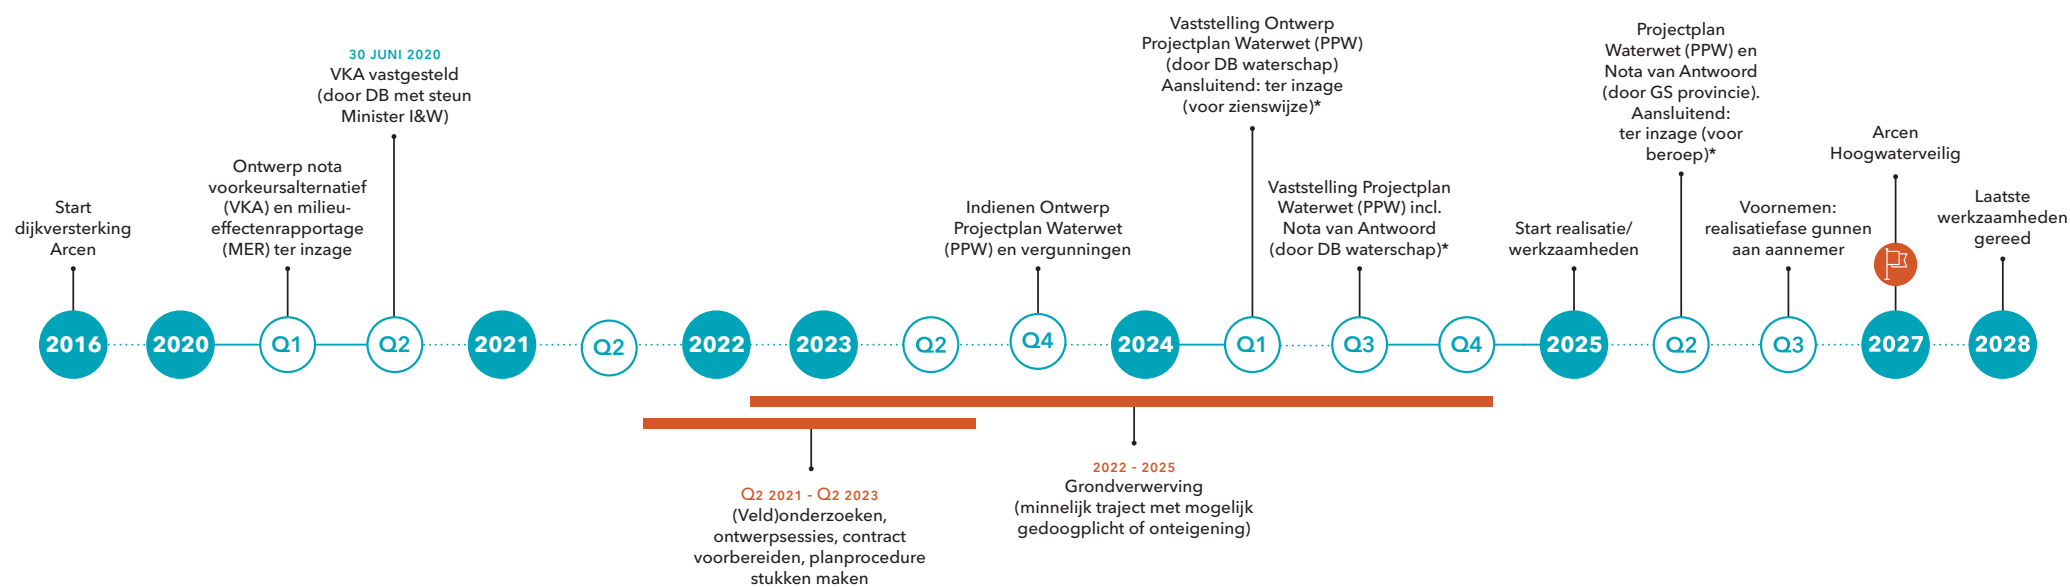 Start
dijkversterking
Arcen
Ontwerp nota
voorkeursalternatief
(VKA) en milieu-
effectenrapportage
(MER) ter inzage
30 JUNI 2020
VKA vastgesteld
(door DB met steun
Minister I&W)
Indienen Ontwerp
Projectplan Waterwet
(PPW) en vergunningen
Vaststelling Ontwerp
Projectplan Waterwet (PPW)
(door DB waterschap)
Aansluitend: ter inzage
(voor zienswijze)*
Vaststelling Projectplan
Waterwet (PPW) incl.
Nota van Antwoord
(door DB waterschap)*
Start realisatie/
werkzaamheden
Projectplan
Waterwet (PPW) en
Nota van Antwoord
(door GS provincie).
Aansluitend:
ter inzage (voor
beroep)*
Voornemen:
realisatiefase gunnen
aan aannemer
Arcen
Hoogwaterveilig
Laatste
werkzaamheden
gereed
2016
2020
Q1
Q2
2021
Q2
2022
2023
Q2
Q4
2024
Q1
Q3
Q4
2025
Q2
Q3
2027
2028
Q2 2021 - Q2 2023
(Veld)onderzoeken,
ontwerpsessies, contract
voorbereiden, planprocedure
stukken maken
2022 - 2025
Grondverwerving
(minnelijk traject met mogelijk
gedoogplicht of onteigening)